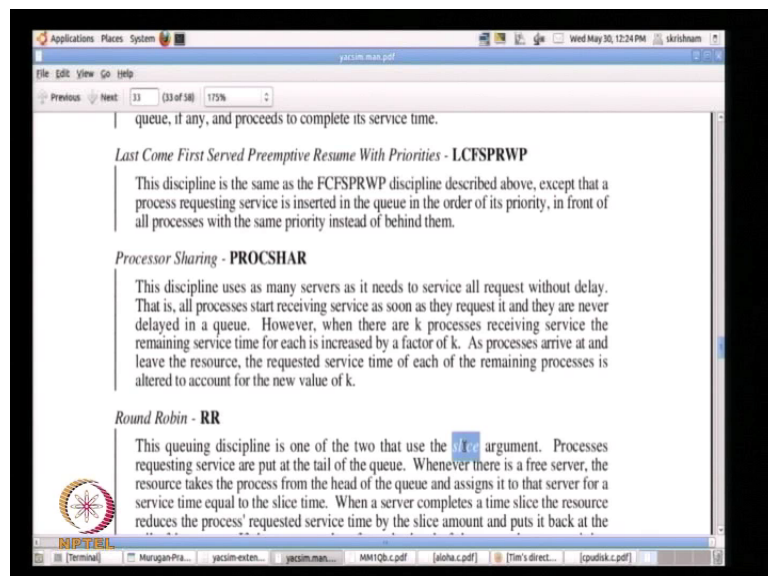 Applications Places System Wed May 30, 12:24 PM skrishnam
yacsim.man.pdf
File Edit View Go Help
Previous Next 33 (33 of 58) 175%
queue, if any, and proceeds to complete its service time.
Last Come First Served Preemptive Resume With Priorities - LCFSPRWP
This discipline is the same as the FCFSPRWP discipline described above, except that a
process requesting service is inserted in the queue in the order of its priority, in front of
all processes with the same priority instead of behind them.
Processor Sharing - PROCSHAR
This discipline uses as many servers as it needs to service all request without delay.
That is, all processes start receiving service as soon as they request it and they are never
delayed in a queue. However, when there are k processes receiving service the
remaining service time for each is increased by a factor of k. As processes arrive at and
leave the resource, the requested service time of each of the remaining processes is
altered to account for the new value of k.
Round Robin - RR
This queuing discipline is one of the two that use the slice argument. Processes
requesting service are put at the tail of the queue. Whenever there is a free server, the
resource takes the process from the head of the queue and assigns it to that server for a
service time equal to the slice time. When a server completes a time slice the resource
reduces the process' requested service time by the slice amount and puts it back at the
NPTEL
[Terminal] Murugan-Pra... yacsim-exten... yacsim.man.... MM1Qb.c.pdf [aloha.c.pdf] [Tim's direct... [cpudisk.c.pdf]